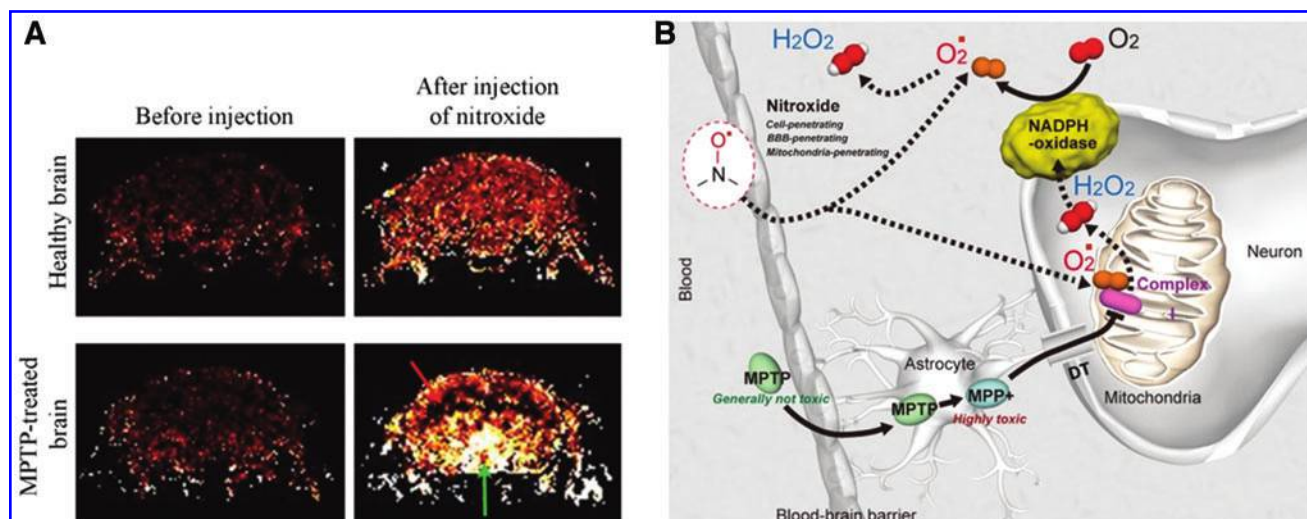 A
Before injection
After injection
of nitroxide
Healthy brain
MPTP-treated
brain
B
H2O2
O2
O2
Nitroxide
Cell-penetrating
BBB-penetrating
Mitochondria-penetrating
O
N
NADPH
-oxidase
H2O2
O2
Complex
I
Neuron
Blood
MPTP
Generally not toxic
Astrocyte
MPTP
MPP+
Highly toxic
DT
Mitochondria
Blood-brain barrier